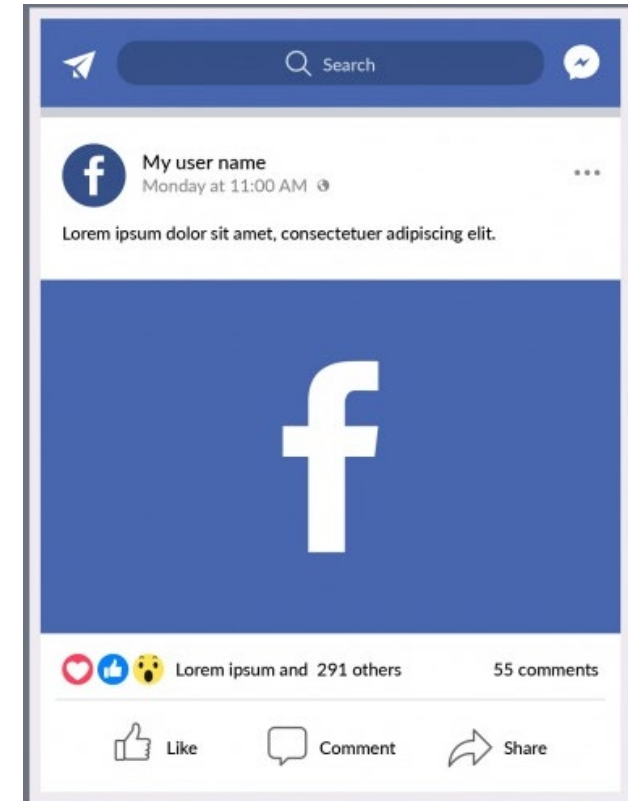 Search
My user name
Monday at 11:00 AM
Lorem ipsum dolor sit amet, consectetuer adipiscing elit.
f
Lorem ipsum and 291 others
55 comments
Like
Comment
Share